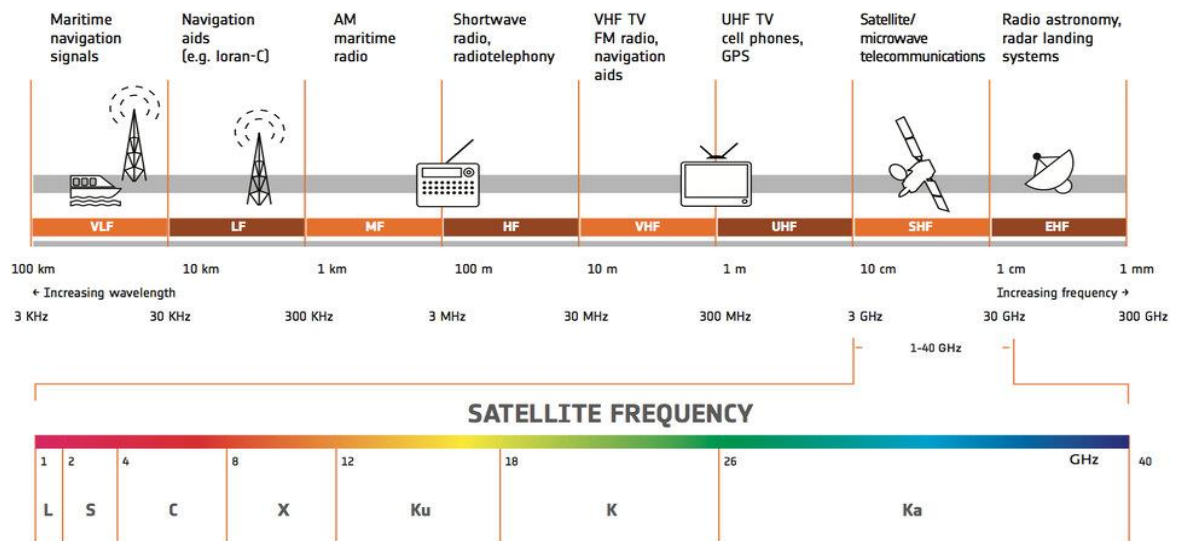 Maritime
navigation
signals
Navigation
aids
(e.g. loran-C)
AM
maritime
radio
Shortwave
radio,
radiotelephony
VHF TV
FM radio,
navigation
aids
UHF TV
cell phones,
GPS
Satellite/
microwave
telecommunications
Radio astronomy,
radar landing
systems
VLF LF MF HF VHF UHF SHF EHF
100 km 10 km 1 km 100 m 10 m 1 m 10 cm 1 cm 1 mm
← Increasing wavelength Increasing frequency →
3 KHz 30 KHz 300 KHz 3 MHz 30 MHz 300 MHz 3 GHz 30 GHz 300 GHz
1-40 GHz
SATELLITE FREQUENCY
1 2 4 8 12 18 26 GHz 40
L S C X Ku K Ka